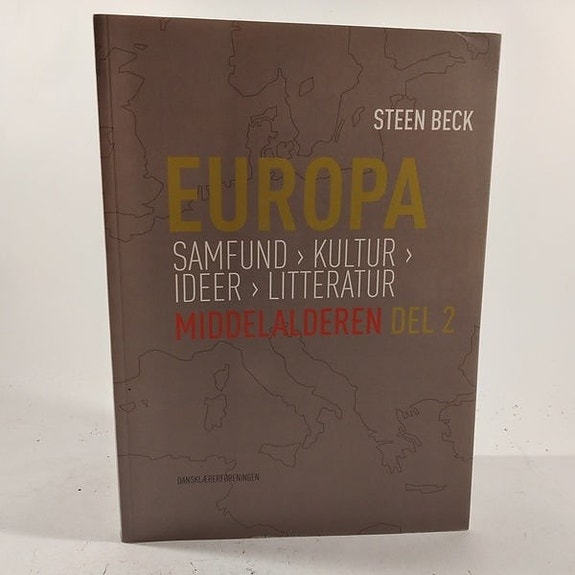 STEEN BECK
EUROPA
SAMFUND › KULTUR ›
IDEER › LITTERATUR
MIDDELALDEREN DEL 2
DANSKLÆRERFORENINGEN